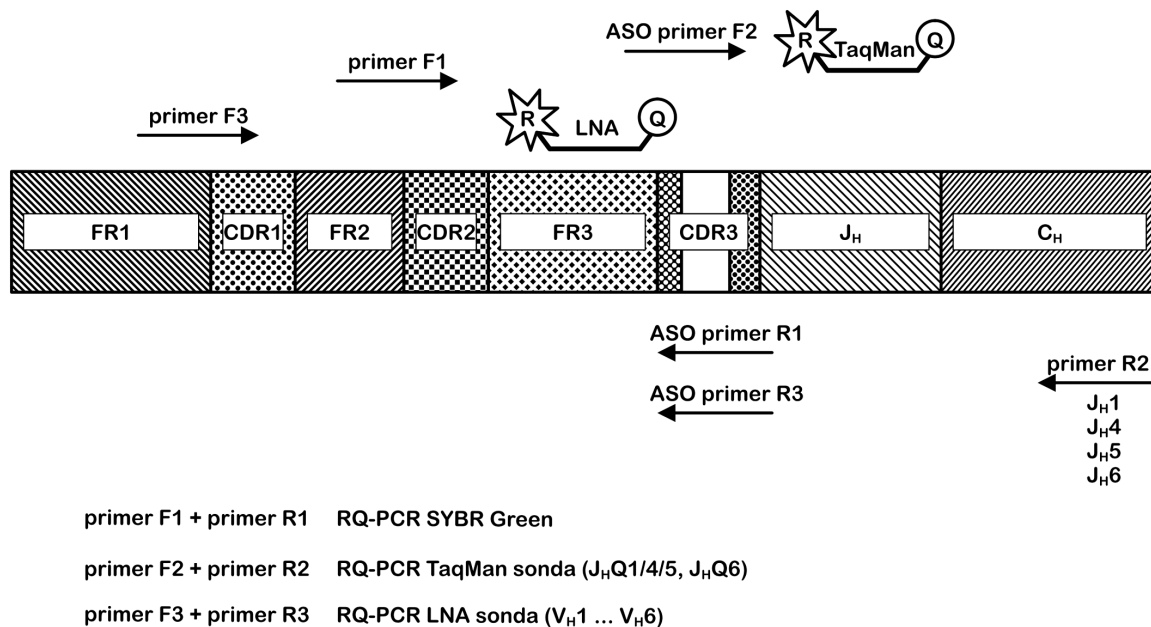 ASO primer F2
R TaqMan Q
primer F1
primer F3
R LNA Q
FR1 CDR1 FR2 CDR2 FR3 CDR3 JH CH
ASO primer R1
primer R2
ASO primer R3
JH1
JH4
JH5
JH6
primer F1 + primer R1 RQ-PCR SYBR Green
primer F2 + primer R2 RQ-PCR TaqMan sonda (JHQ1/4/5, JHQ6)
primer F3 + primer R3 RQ-PCR LNA sonda (VH1 ... VH6)